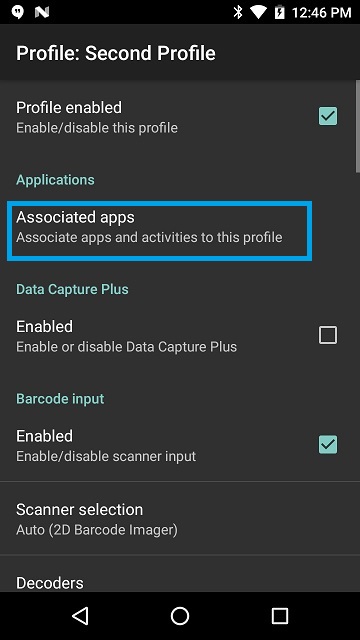 12:46 PM
Profile: Second Profile
Profile enabled
Enable/disable this profile
Applications
Associated apps
Associate apps and activities to this profile
Data Capture Plus
Enabled
Enable or disable Data Capture Plus
Barcode input
Enabled
Enable/disable scanner input
Scanner selection
Auto (2D Barcode Imager)
Decoders